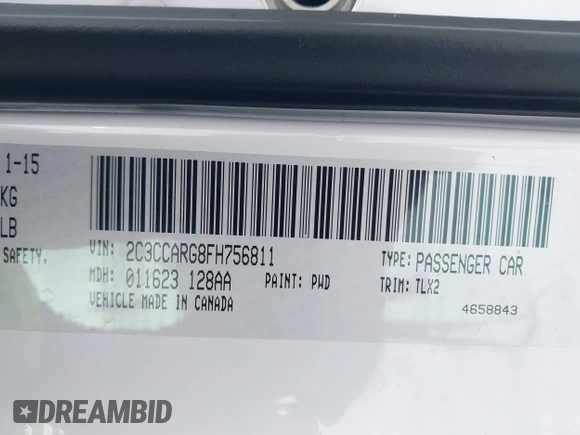 1-15
KG
LB
SAFETY.
VIN: 2C3CCARG8FH756811
TYPE: PASSENGER CAR
MDH: 011623 128AA PAINT: PWD
TRIM: TLX2
VEHICLE MADE IN CANADA
4658843
DREAMBID